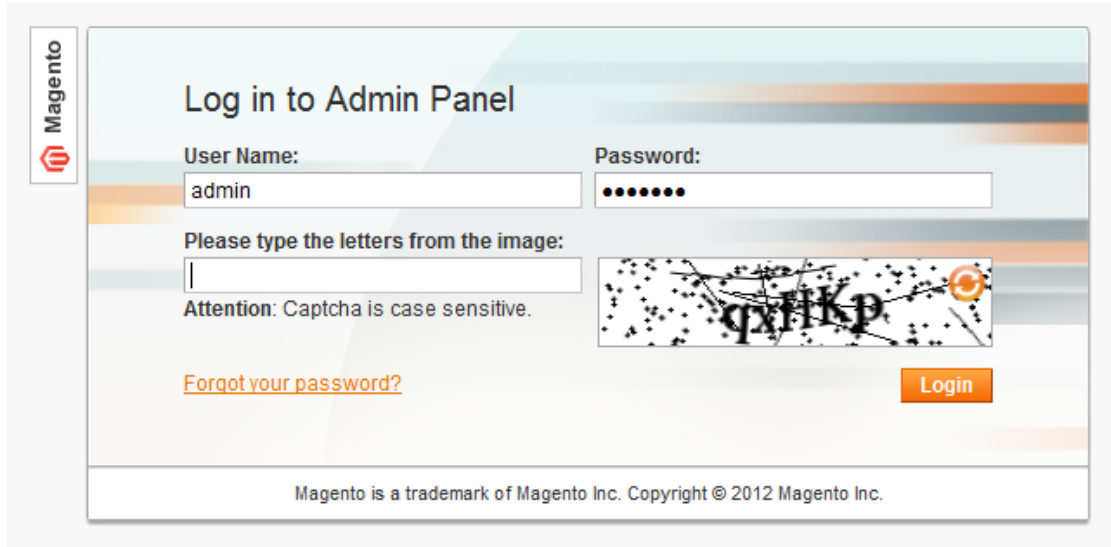 Magento
Log in to Admin Panel
User Name:
Password:
admin
•••••••
Please type the letters from the image:
Attention: Captcha is case sensitive.
Forgot your password?
Login
Magento is a trademark of Magento Inc. Copyright © 2012 Magento Inc.